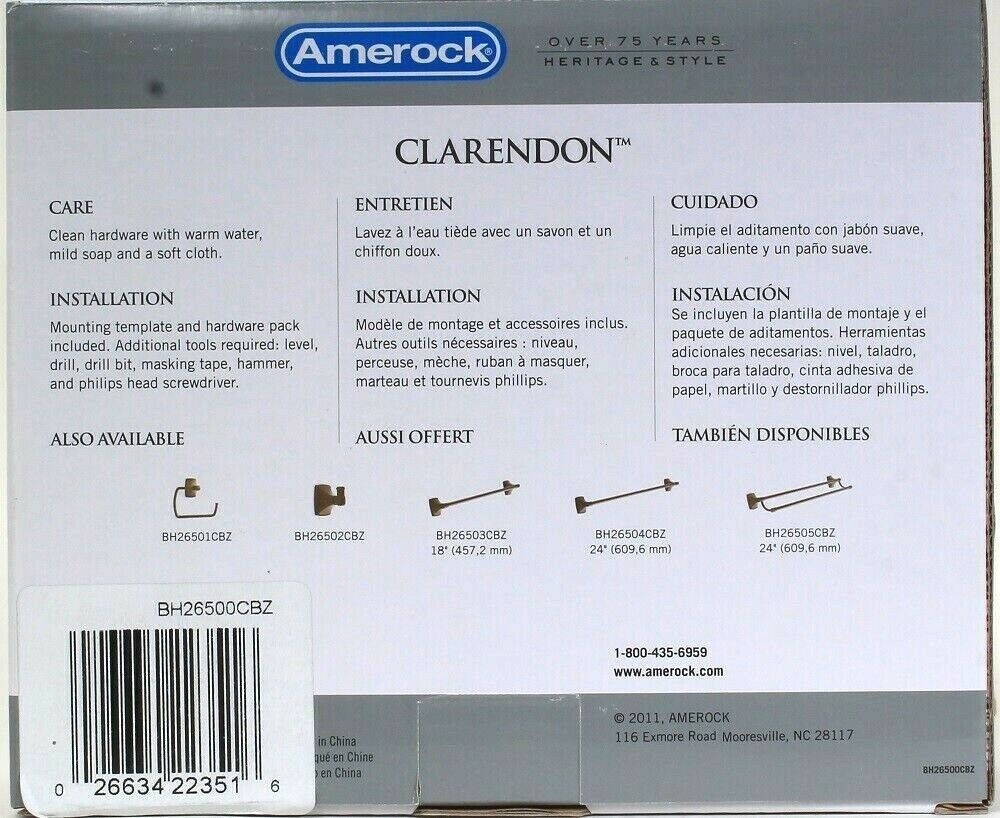 Amerock®
OVER 75 YEARS
HERITAGE & STYLE
CLARENDON™
CARE
Clean hardware with warm water,
mild soap and a soft cloth.
INSTALLATION
Mounting template and hardware pack
included. Additional tools required: level,
drill, drill bit, masking tape, hammer,
and philips head screwdriver.
ALSO AVAILABLE
ENTRETIEN
Lavez à l'eau tiède avec un savon et un
chiffon doux.
INSTALLATION
Modèle de montage et accessoires inclus.
Autres outils nécessaires : niveau,
perceuse, mèche, ruban à masquer,
marteau et tournevis phillips.
AUSSI OFFERT
CUIDADO
Limpie el aditamento con jabón suave,
agua caliente y un paño suave.
INSTALACIÓN
Se incluyen la plantilla de montaje y el
paquete de aditamentos. Herramientas
adicionales necesarias: nivel, taladro,
broca para taladro, cinta adhesiva de
papel, martillo y destornillador phillips.
TAMBIÉN DISPONIBLES
BH26501CBZ
BH26502CBZ
BH26503CBZ
18" (457,2 mm)
BH26504CBZ
24" (609,6 mm)
BH26505CBZ
24" (609,6 mm)
BH26500CBZ
0 26634 22351 6
1-800-435-6959
www.amerock.com
in China
qué en Chine
o en China
© 2011, AMEROCK
116 Exmore Road Mooresville, NC 28117
BH26500CBZ